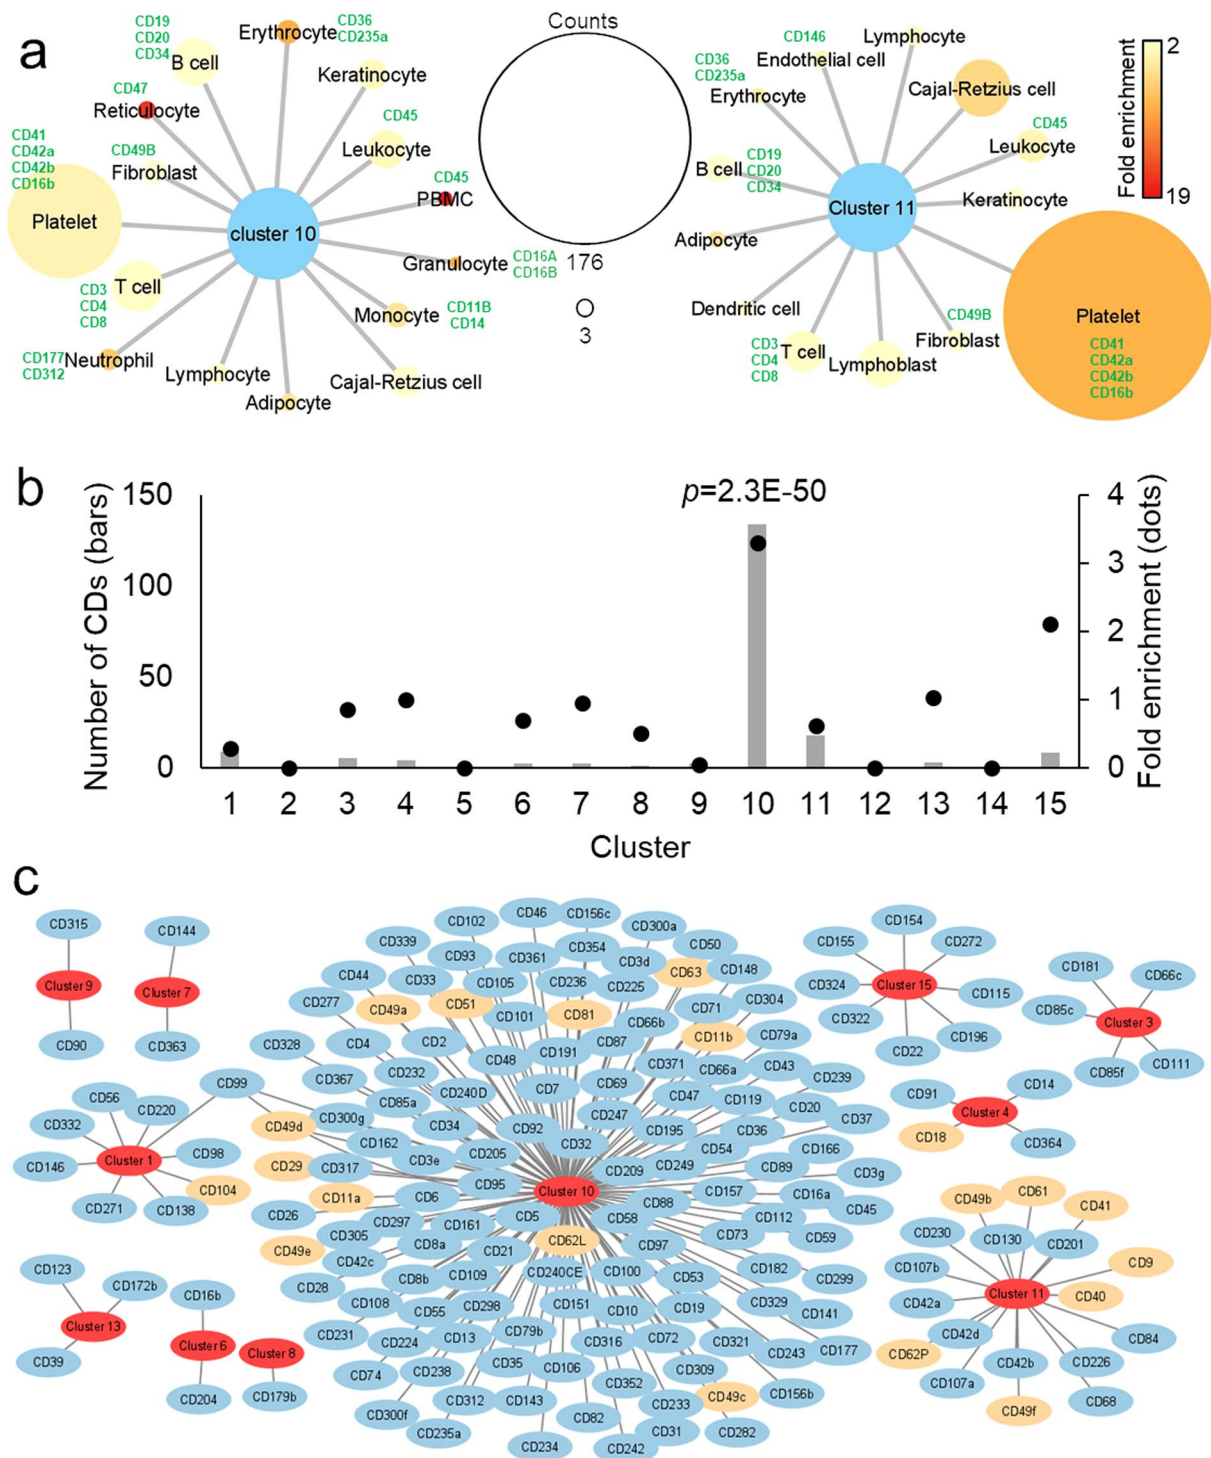 a
CD19
CD20
CD34
B cell
Erythrocyte
CD36
CD235a
Keratinocyte
CD47
Reticulocyte
CD45
Leukocyte
CD41
CD42a
CD42b
CD16b
Platelet
CD49B
Fibroblast
CD45
PBMC
cluster 10
Granulocyte
CD16A
CD16B
CD3
CD4
CD8
T cell
Monocyte
CD11B
CD14
CD177
CD312
Neutrophil
Lymphocyte
Adipocyte
Cajal-Retzius cell
Counts
176
3
CD146
Endothelial cell
Lymphocyte
CD36
CD235a
Erythrocyte
Cajal-Retzius cell
CD45
Leukocyte
B cell
CD19
CD20
CD34
Cluster 11
Keratinocyte
Adipocyte
Dendritic cell
CD3
CD4
CD8
T cell
Lymphoblast
CD49B
Fibroblast
Platelet
CD41
CD42a
CD42b
CD16b
Fold enrichment
2
19
b
Number of CDs (bars)
150
100
50
0
p=2.3E-50
4
3
2
1
0
Fold enrichment (dots)
1 2 3 4 5 6 7 8 9 10 11 12 13 14 15
Cluster
c
CD315
Cluster 9
CD90
CD144
Cluster 7
CD363
CD56
CD220
CD99
CD332
CD146
Cluster 1
CD98
CD104
CD271
CD138
CD123
CD172b
Cluster 13
CD39
CD16b
Cluster 6
CD204
Cluster 8
CD179b
CD102
CD46
CD156c
CD300a
CD339
CD93
CD361
CD354
CD3d
CD50
CD44
CD33
CD105
CD236
CD225
CD63
CD148
CD277
CD49a
CD51
CD101
CD81
CD66b
CD71
CD304
CD328
CD4
CD2
CD48
CD191
CD87
CD11b
CD79a
CD367
CD232
CD240D
CD7
CD69
CD371
CD66a
CD43
CD239
CD300g
CD85a
CD34
CD92
CD247
CD47
CD119
CD20
CD37
CD49d
CD162
CD3e
CD205
CD32
CD195
CD54
CD36
CD166
CD29
CD317
CD95
Cluster 10
CD209
CD249
CD89
CD3g
CD11a
CD6
CD5
CD88
CD157
CD16a
CD45
CD26
CD297
CD161
CD58
CD112
CD59
CD305
CD8a
CD21
CD62L
CD97
CD73
CD49e
CD42c
CD8b
CD109
CD240CE
CD100
CD53
CD182
CD299
CD28
CD108
CD55
CD298
CD151
CD10
CD19
CD329
CD141
CD231
CD224
CD13
CD79b
CD316
CD72
CD321
CD243
CD177
CD74
CD238
CD35
CD106
CD352
CD309
CD156b
CD300f
CD312
CD143
CD82
CD233
CD49c
CD235a
CD234
CD242
CD31
CD282
CD154
CD155
CD272
CD324
Cluster 15
CD115
CD322
CD22
CD196
CD181
CD66c
CD85c
Cluster 3
CD85f
CD111
CD91
CD14
Cluster 4
CD18
CD364
CD49b
CD61
CD41
CD230
CD130
CD201
CD9
CD107b
Cluster 11
CD40
CD42a
CD42d
CD84
CD62P
CD42b
CD226
CD107a
CD68
CD49f